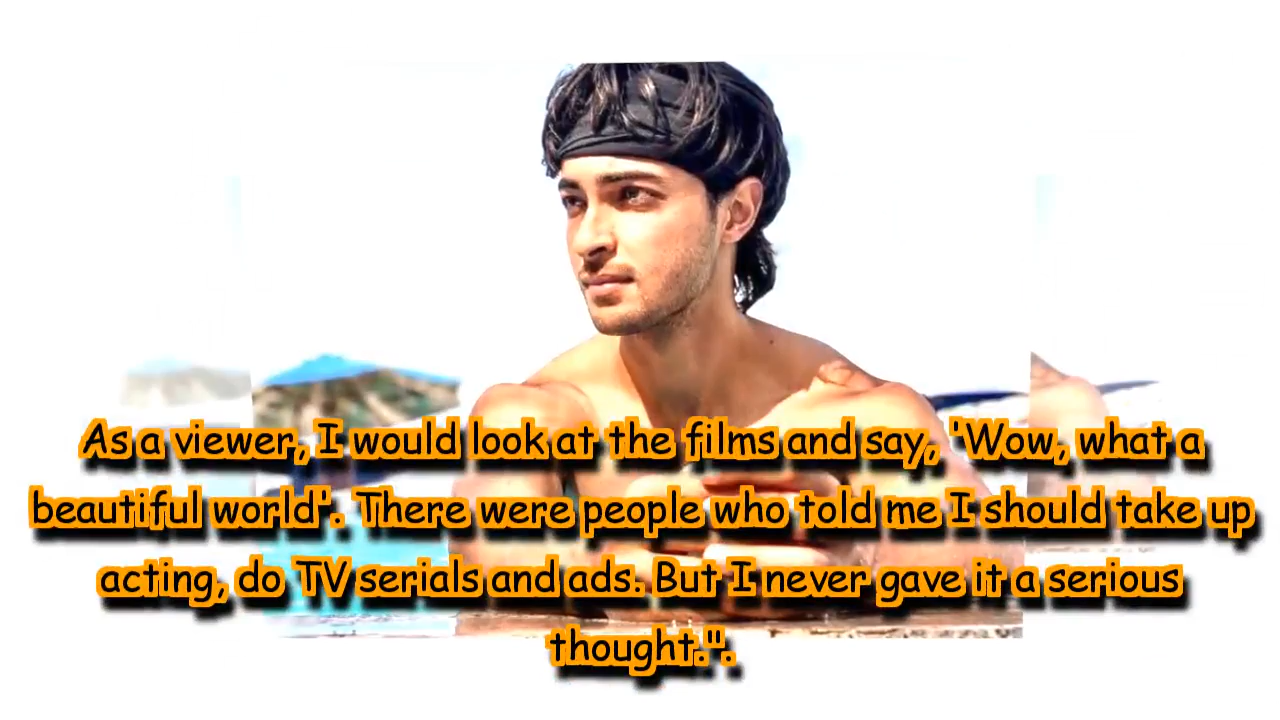 As a viewer, I would look at the films and say, 'Wow, what a
beautiful world'. There were people who told me I should take up
acting, do TV serials and ads. But I never gave it a serious
thought.".